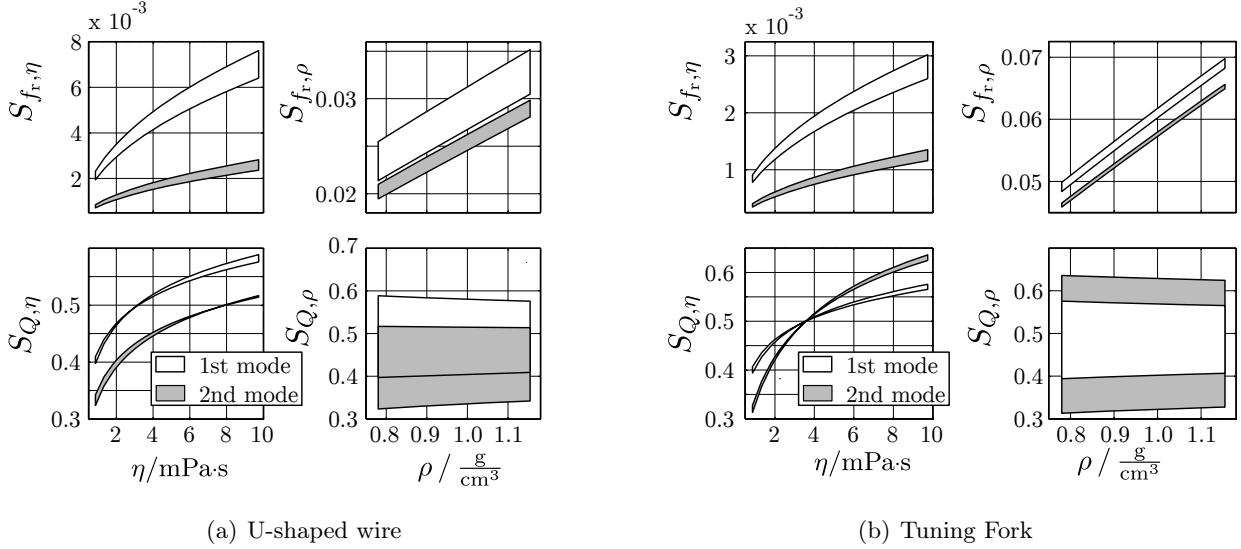 x 10⁻³
8
6
4
2
S_{f_r,η}
0.03
0.02
S_{f_r,ρ}
0.5
0.4
0.3
S_{Q,η}
2 4 6 8 10
η/mPa·s
0.7
0.6
0.5
0.4
0.3
S_{Q,ρ}
0.8 0.9 1.0 1.1
ρ / g/cm³
1st mode
2nd mode
(a) U-shaped wire
x 10⁻³
3
2
1
S_{f_r,η}
0.07
0.06
0.05
S_{f_r,ρ}
0.6
0.5
0.4
0.3
S_{Q,η}
2 4 6 8 10
η/mPa·s
0.6
0.5
0.4
0.3
S_{Q,ρ}
0.8 0.9 1.0 1.1
ρ / g/cm³
1st mode
2nd mode
(b) Tuning Fork